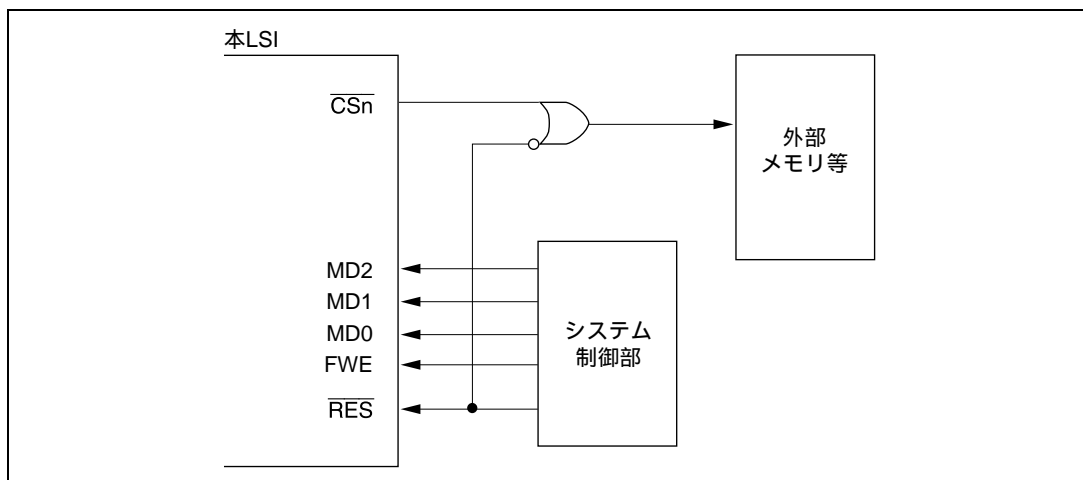 本LSI
CSn
外部
メモリ等
MD2
MD1
MD0
FWE
RES
システム
制御部